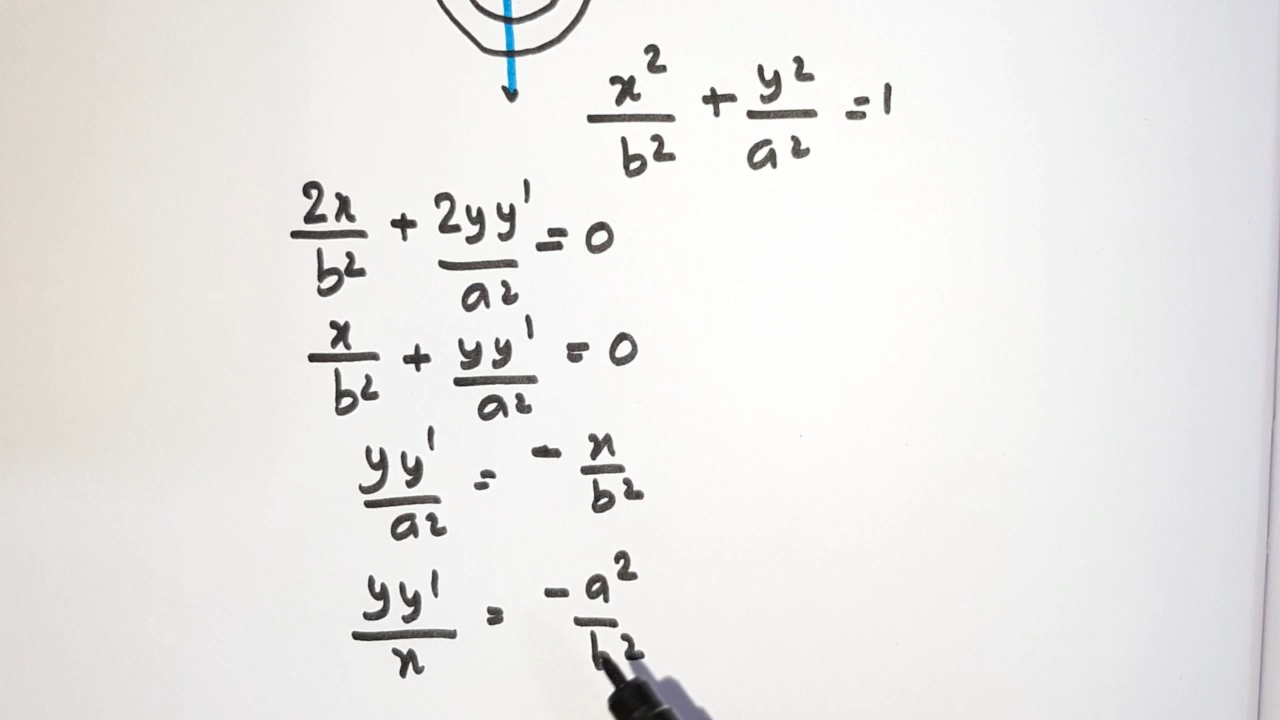 x²/b² + y²/a² = 1
2x/b² + 2yy'/a² = 0
x/b² + yy'/a² = 0
yy'/a² = - x/b²
yy'/x = -a²/b²